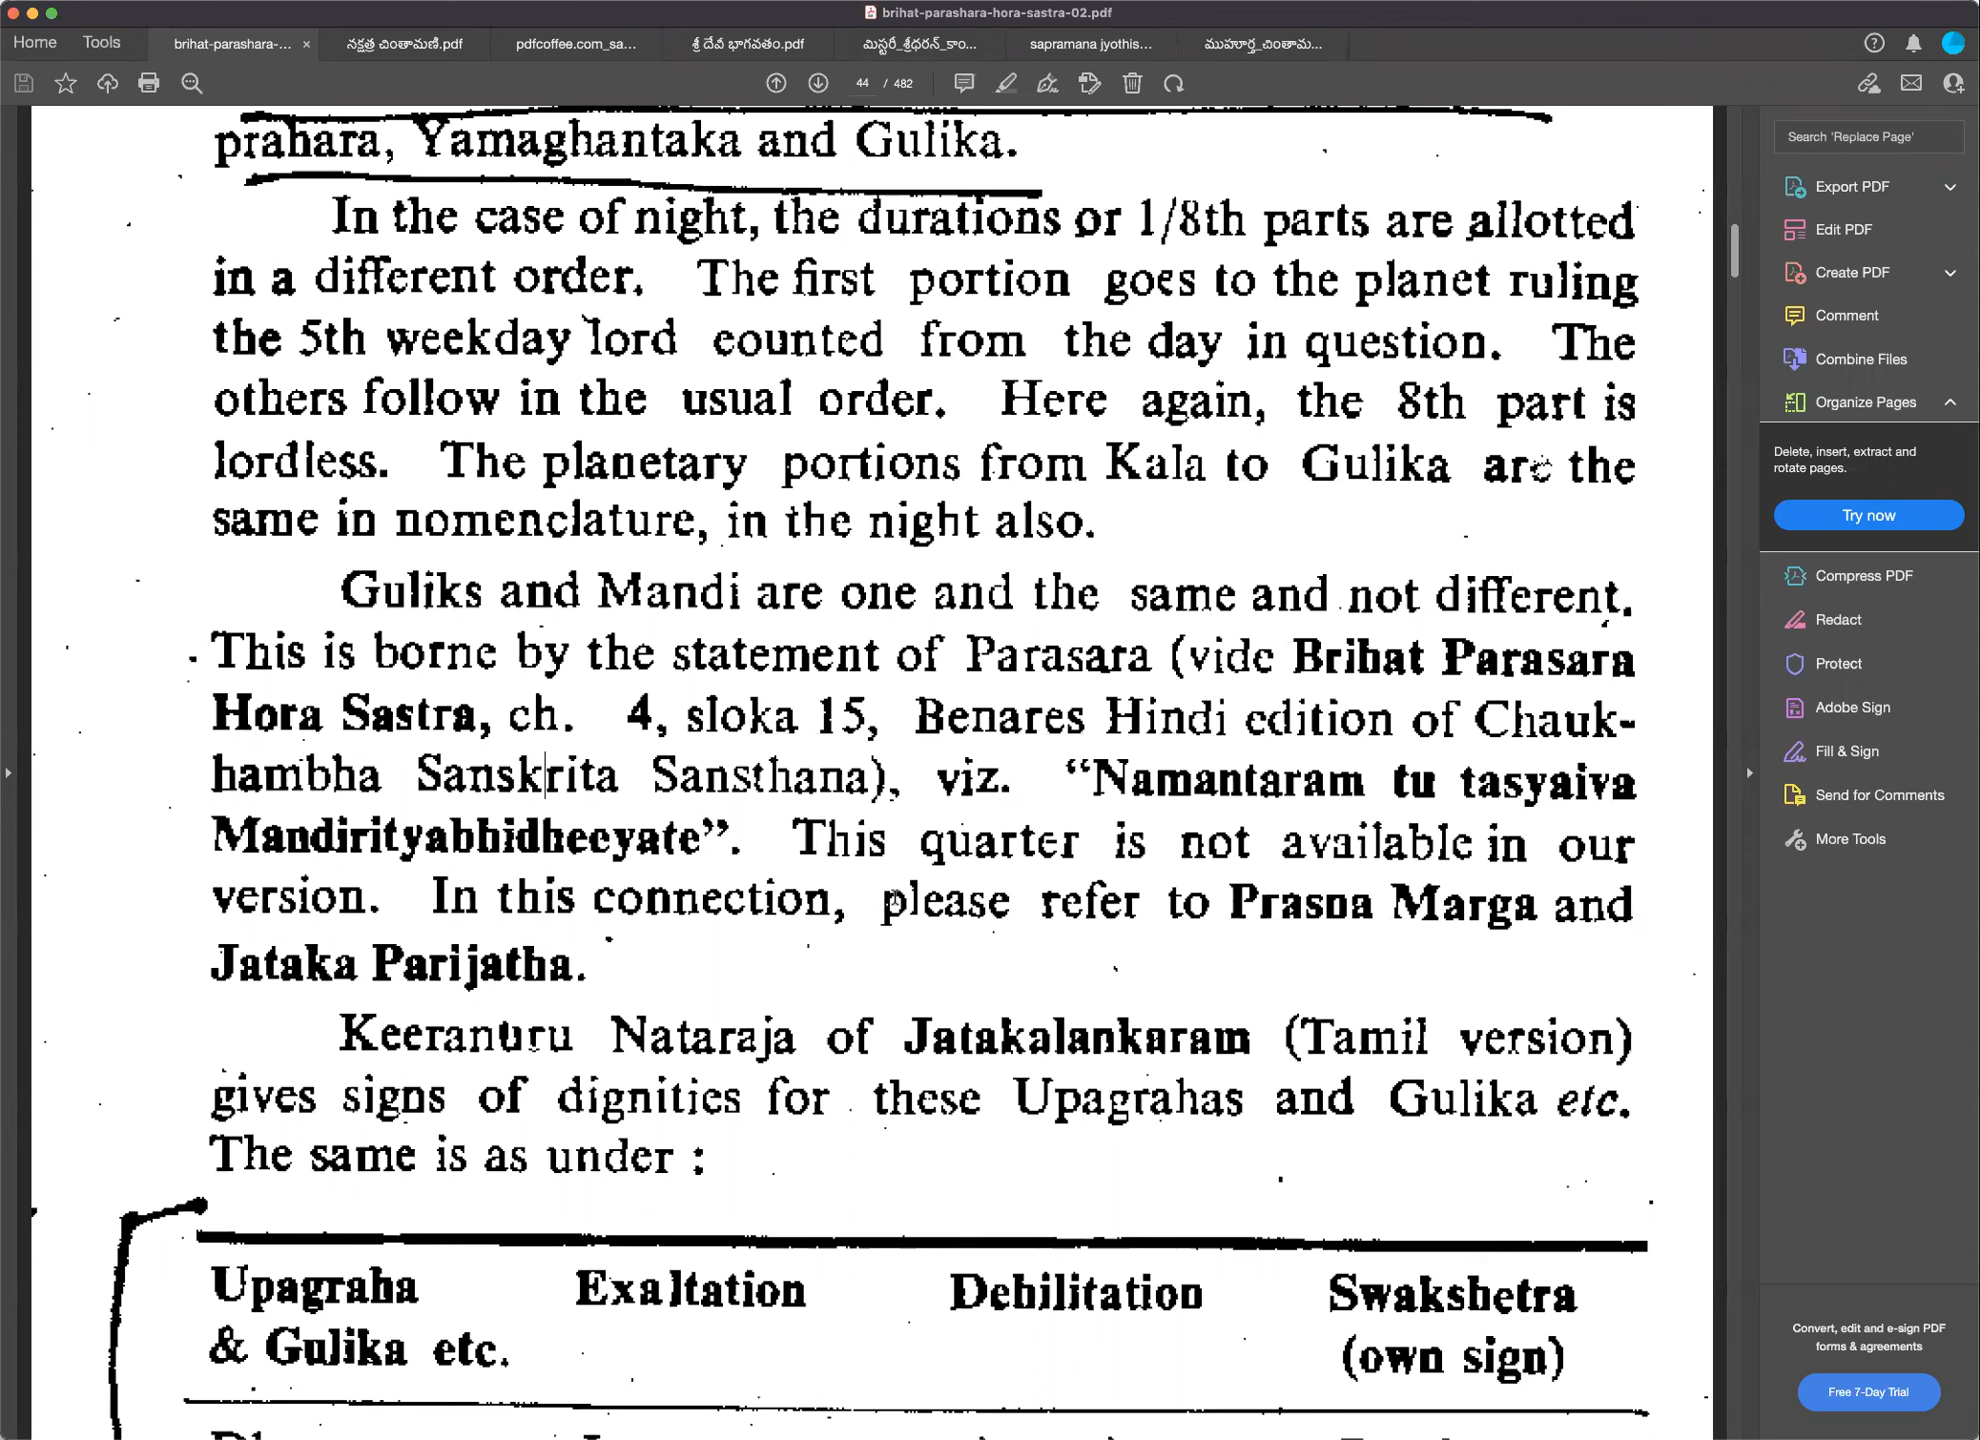 brihat-parashara-hora-sastra-02.pdf
Home
Tools
brihat-parashara-... ×
నక్షత్ర చింతామణి.pdf
pdfcoffee.com_sa...
శ్రీ దేవీ భాగవతం.pdf
మిస్టరీ_శ్రీధరన్_కాం...
sapramana jyothis...
ముహూర్త_చింతామ...
44 / 482
prahara, Yamaghantaka and Gulika.
In the case of night, the durations or 1/8th parts are allotted
in a different order. The first portion goes to the planet ruling
the 5th weekday lord counted from the day in question. The
others follow in the usual order. Here again, the 8th part is
lordless. The planetary portions from Kala to Gulika are the
same in nomenclature, in the night also.
Guliks and Mandi are one and the same and not different.
This is borne by the statement of Parasara (vide Brihat Parasara
Hora Sastra, ch. 4, sloka 15, Benares Hindi edition of Chauk-
hambha Sanskrita Sansthana), viz. “Namantaram tu tasyaiva
Mandirityabhidheeyate”. This quarter is not available in our
version. In this connection, please refer to Prasna Marga and
Jataka Parijatha.
Keeranuru Nataraja of Jatakalankaram (Tamil version)
gives signs of dignities for these Upagrahas and Gulika etc.
The same is as under :
Upagraha Exaltation Debilitation Swakshetra
& Gulika etc. (own sign)
Search 'Replace Page'
Export PDF
Edit PDF
Create PDF
Comment
Combine Files
Organize Pages
Delete, insert, extract and
rotate pages.
Try now
Compress PDF
Redact
Protect
Adobe Sign
Fill & Sign
Send for Comments
More Tools
Convert, edit and e-sign PDF
forms & agreements
Free 7-Day Trial